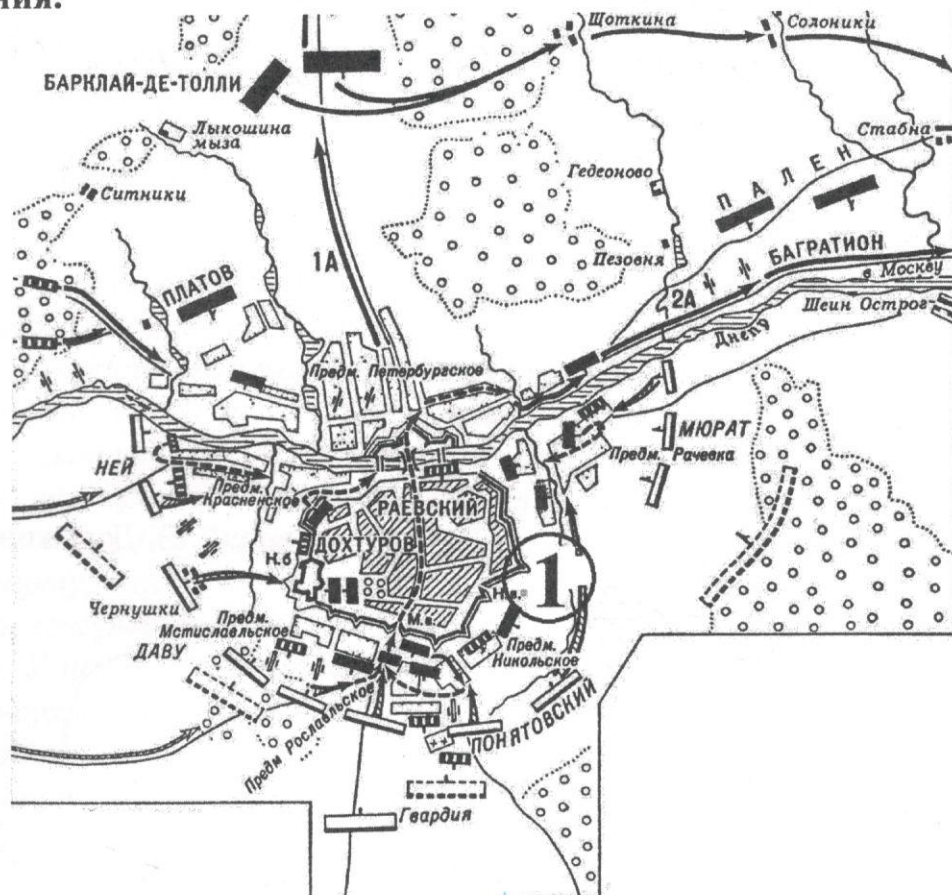 ния.
Щоткина
Солоники
БАРКЛАЙ-ДЕ-ТОЛЛИ
Лыкошина
мыза
Стабна
Ситники
Гедеоново
ПАЛЕН
1А
ПЛАТОВ
Пезовня
БАГРАТИОН
2А
в Москву
Шеин Острог
Днепр
Предм. Петербургское
МЮРАТ
НЕЙ
Предм. Рачевка
Предм.
Красненское
РАЕВСКИЙ
ДОХТУРОВ
Н.б
1
Н.в.
Чернушки
Предм.
Мстиславльское
М.в.
Предм.
Никольское
ДАВУ
Предм Рославльское
ПОНЯТОВСКИЙ
Гвардия